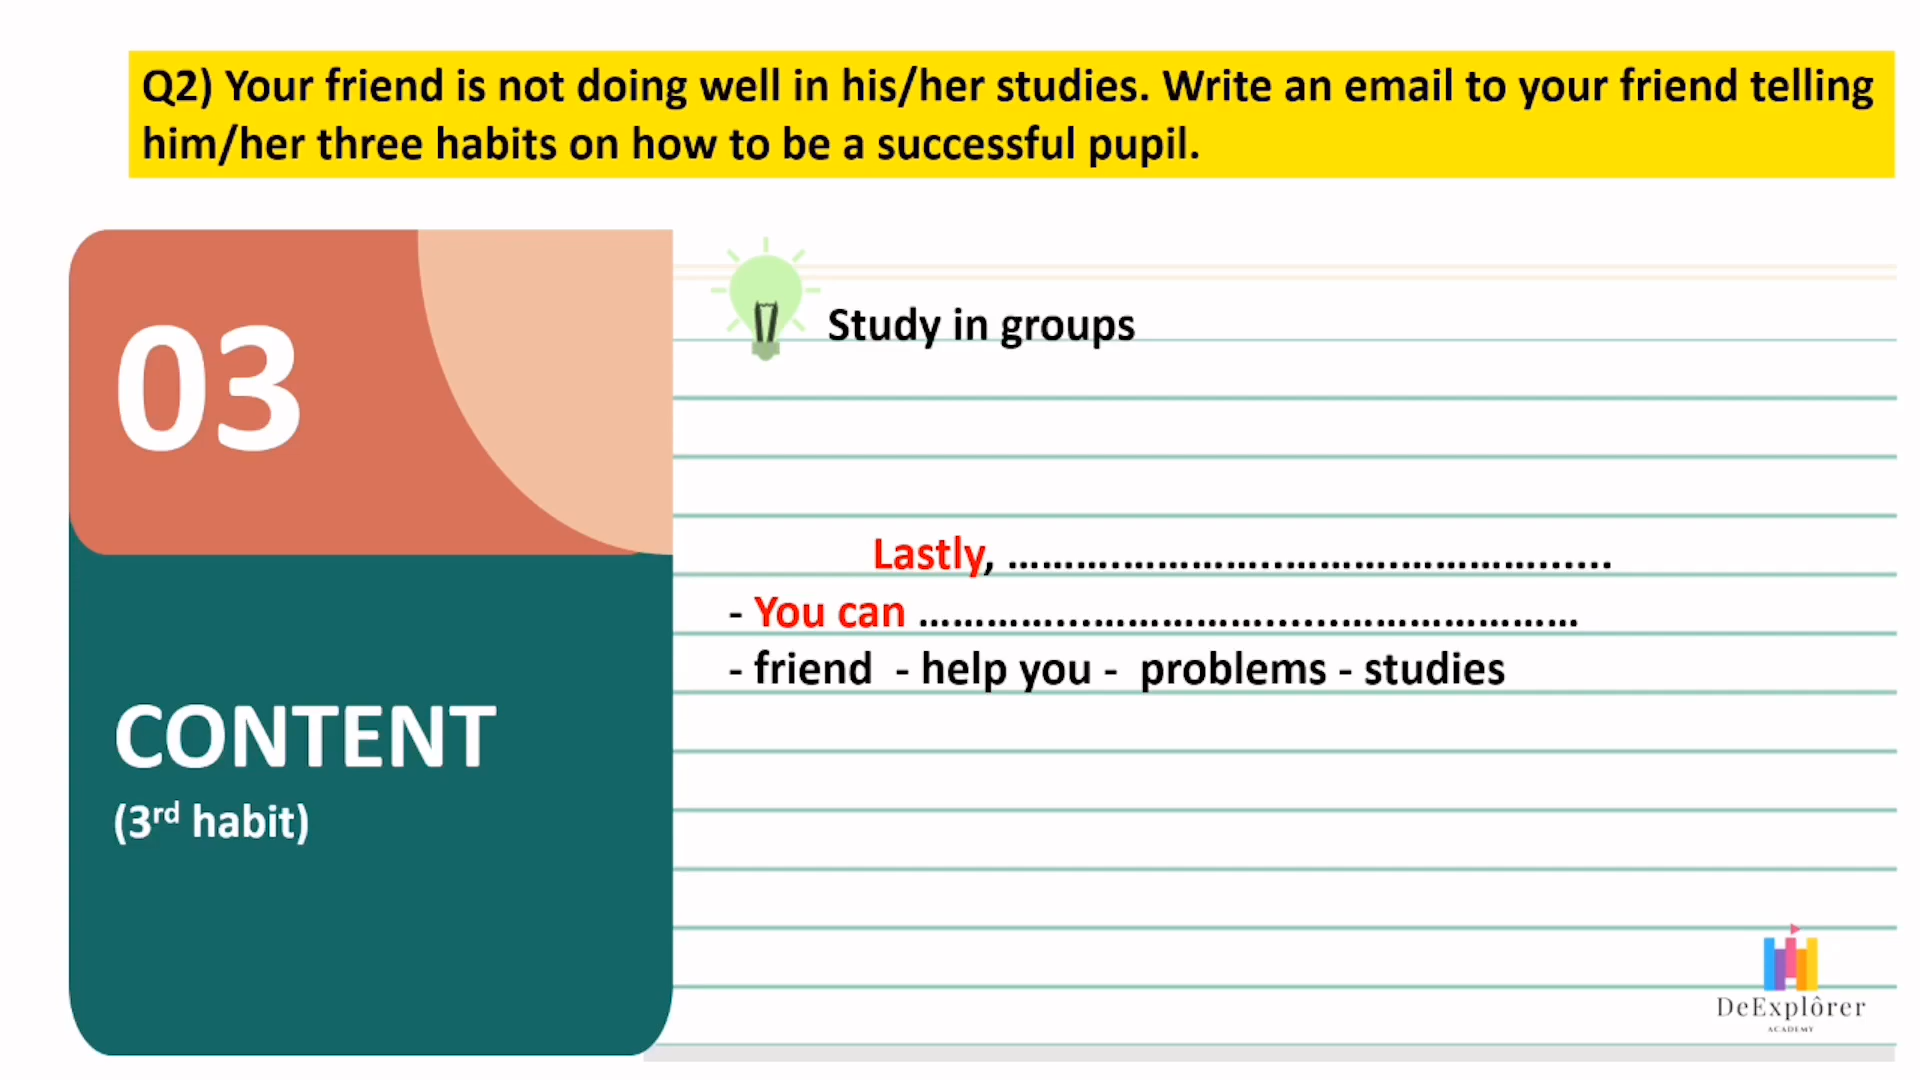 Q2) Your friend is not doing well in his/her studies. Write an email to your friend telling
him/her three habits on how to be a successful pupil.
03
CONTENT
(3rd habit)
Study in groups
Lastly, ……………………………………………………
- You can ……………………………………………………
- friend - help you - problems - studies
DeExplôrer
ACADEMY